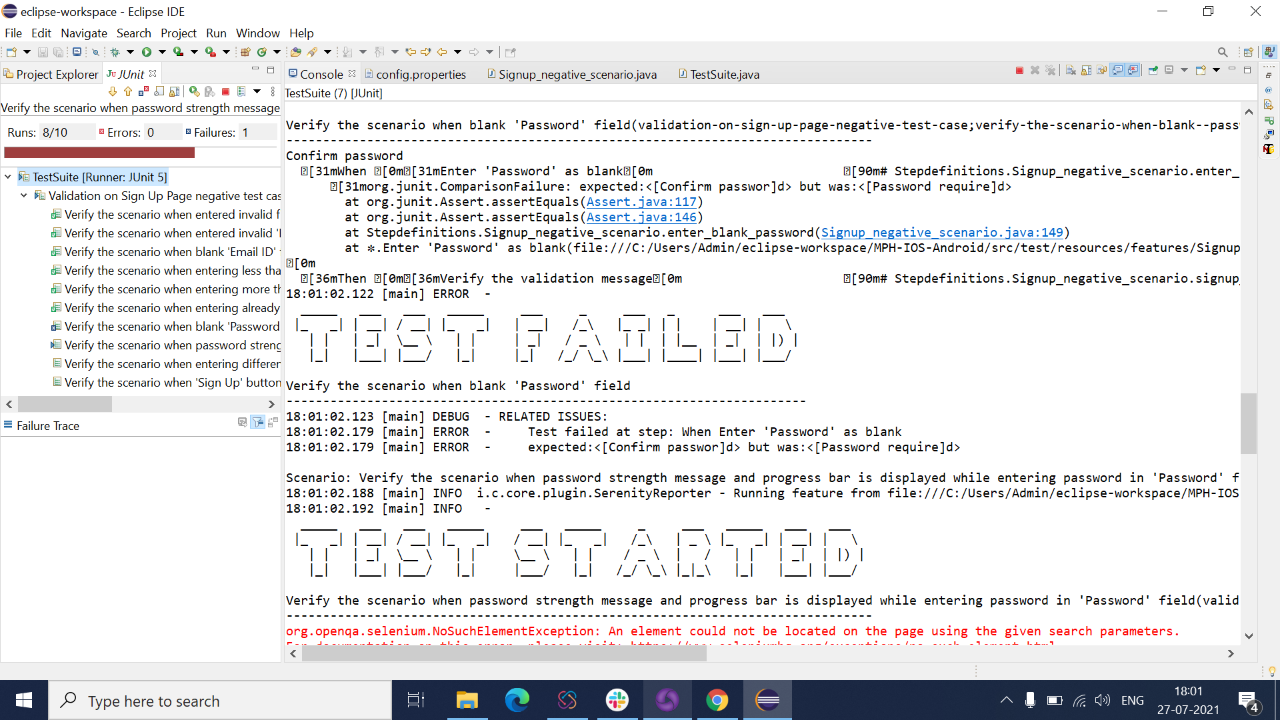 eclipse-workspace - Eclipse IDE
File Edit Navigate Search Project Run Window Help
Project Explorer
JUnit
Console
config.properties
Signup_negative_scenario.java
TestSuite.java
TestSuite (7) [JUnit]
Verify the scenario when password strength message
Runs: 8/10 Errors: 0 Failures: 1
TestSuite [Runner: JUnit 5]
Validation on Sign Up Page negative test cas
Verify the scenario when entered invalid f
Verify the scenario when entered invalid 'l
Verify the scenario when blank 'Email ID'
Verify the scenario when entering less tha
Verify the scenario when entering more th
Verify the scenario when entering already
Verify the scenario when blank 'Password
Verify the scenario when password streng
Verify the scenario when entering differen
Verify the scenario when 'Sign Up' button
Failure Trace
Verify the scenario when blank 'Password' field(validation-on-sign-up-page-negative-test-case;verify-the-scenario-when-blank--pass
--------------------------------------------------------------------------------
Confirm password
[31mWhen [0m[31mEnter 'Password' as blank[0m [90m# Stepdefinitions.Signup_negative_scenario.enter_
[31morg.junit.ComparisonFailure: expected:<[Confirm passwor]d> but was:<[Password require]d>
at org.junit.Assert.assertEquals(Assert.java:117)
at org.junit.Assert.assertEquals(Assert.java:146)
at Stepdefinitions.Signup_negative_scenario.enter_blank_password(Signup_negative_scenario.java:149)
at ✽.Enter 'Password' as blank(file:///C:/Users/Admin/eclipse-workspace/MPH-IOS-Android/src/test/resources/features/Signup
[0m
[36mThen [0m[36mVerify the validation message[0m [90m# Stepdefinitions.Signup_negative_scenario.signup_
18:01:02.122 [main] ERROR -
TEST FAILED
Verify the scenario when blank 'Password' field
-----------------------------------------------------------------------
18:01:02.123 [main] DEBUG - RELATED ISSUES:
18:01:02.179 [main] ERROR - Test failed at step: When Enter 'Password' as blank
18:01:02.179 [main] ERROR - expected:<[Confirm passwor]d> but was:<[Password require]d>
Scenario: Verify the scenario when password strength message and progress bar is displayed while entering password in 'Password' f
18:01:02.188 [main] INFO i.c.core.plugin.SerenityReporter - Running feature from file:///C:/Users/Admin/eclipse-workspace/MPH-IOS
18:01:02.192 [main] INFO -
TEST STARTED
Verify the scenario when password strength message and progress bar is displayed while entering password in 'Password' field(valid
--------------------------------------------------------------------------------
org.openqa.selenium.NoSuchElementException: An element could not be located on the page using the given search parameters.
Type here to search
ENG
18:01
27-07-2021
4